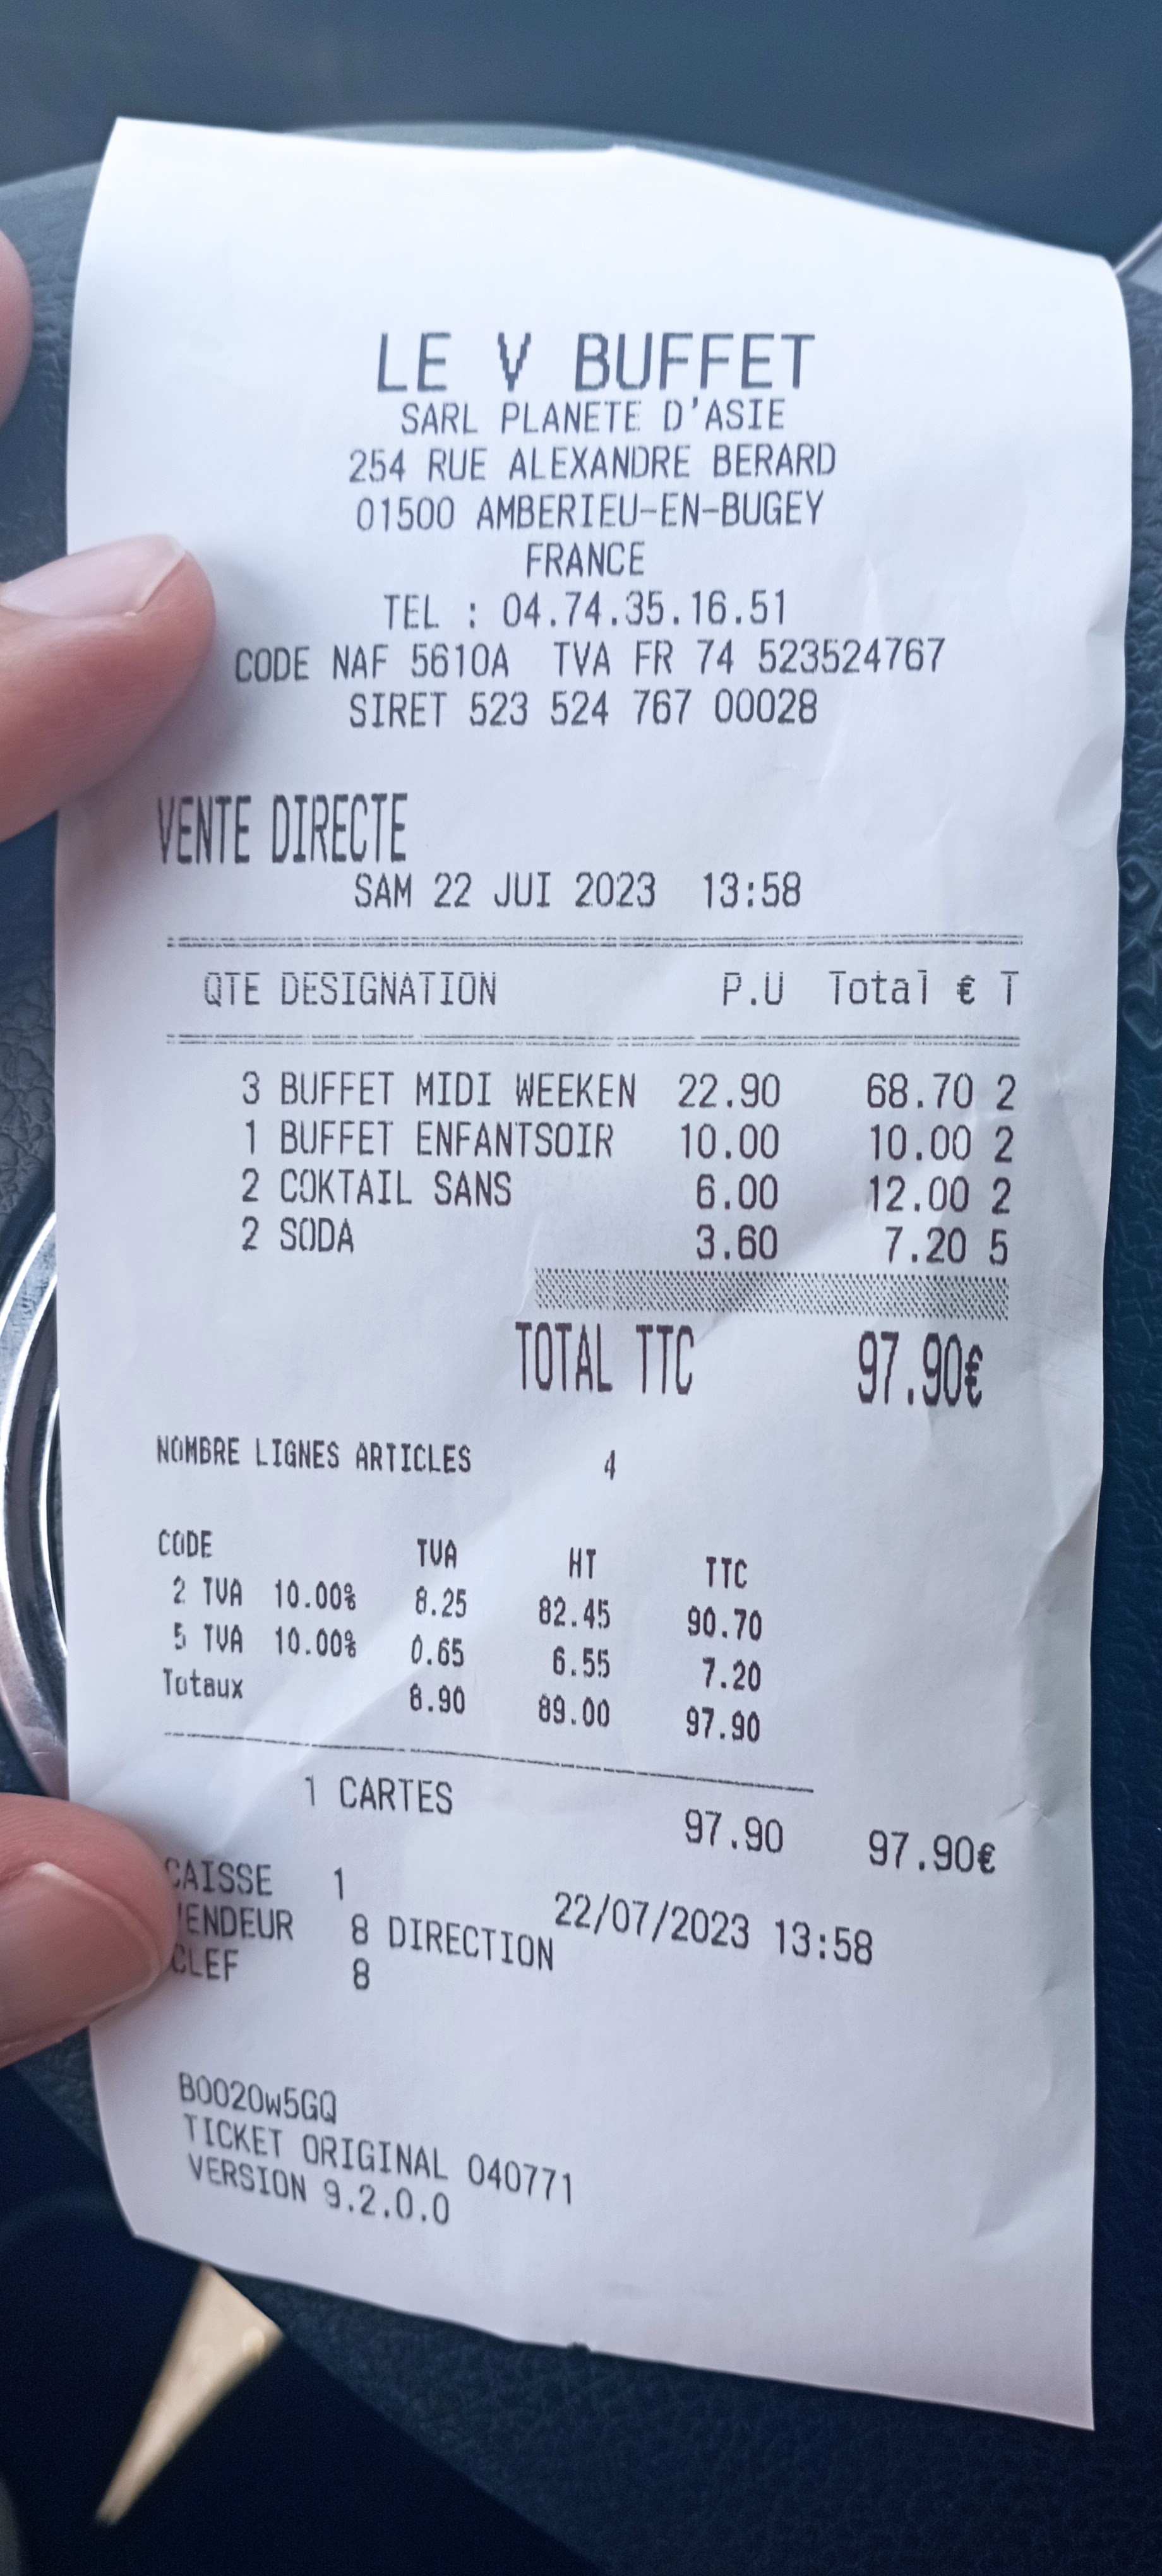 LE V BUFFET
SARL PLANETE D'ASIE
254 RUE ALEXANDRE BERARD
01500 AMBERIEU-EN-BUGEY
FRANCE
TEL : 04.74.35.16.51
CODE NAF 5610A TVA FR 74 523524767
SIRET 523 524 767 00028
VENTE DIRECTE
SAM 22 JUI 2023 13:58
QTE DESIGNATION P.U Total € T
3 BUFFET MIDI WEEKEN 22.90 68.70 2
1 BUFFET ENFANTSOIR 10.00 10.00 2
2 COKTAIL SANS 6.00 12.00 2
2 SODA 3.60 7.20 5
TOTAL TTC 97.90€
NOMBRE LIGNES ARTICLES 4
CODE TVA HT TTC
2 TVA 10.00% 8.25 82.45 90.70
5 TVA 10.00% 0.65 6.55 7.20
Totaux 8.90 89.00 97.90
1 CARTES 97.90 97.90€
CAISSE 1 22/07/2023 13:58
VENDEUR 8 DIRECTION
CLEF 8
B0020w5GQ
TICKET ORIGINAL 040771
VERSION 9.2.0.0